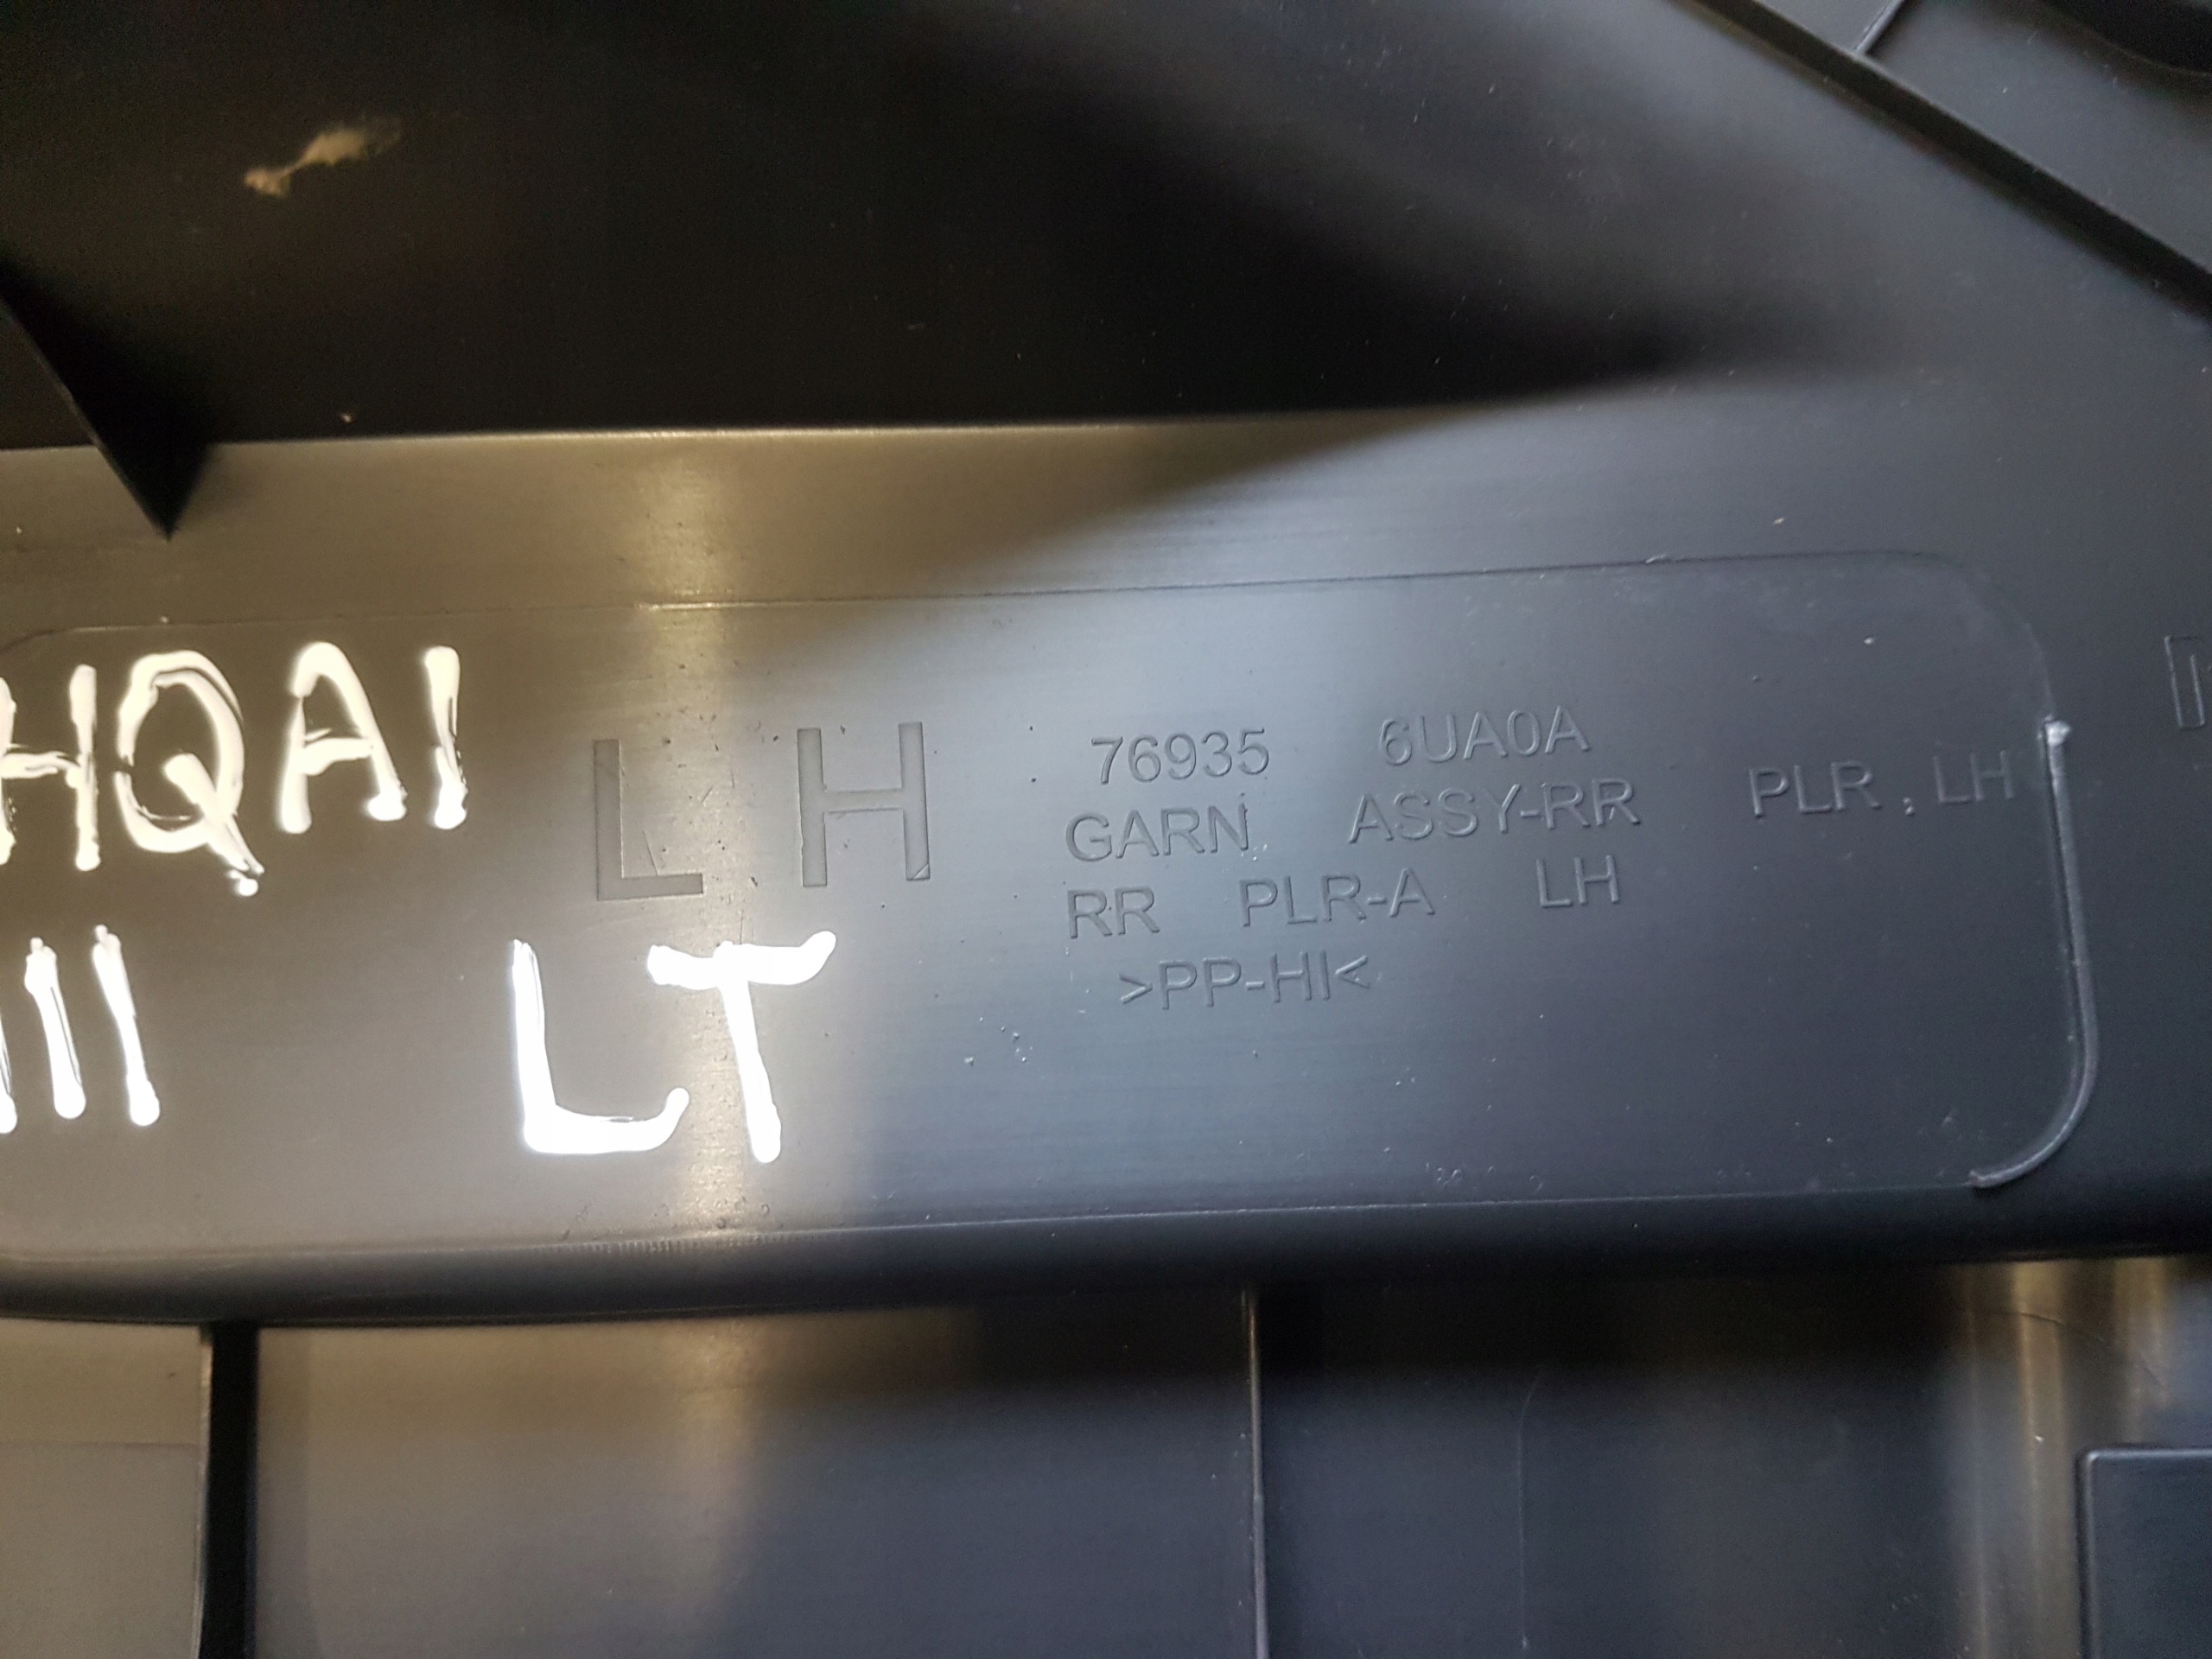 HQAI
III LT
LH
76935 6UA0A
GARN ASSY-RR PLR, LH
RR PLR-A LH
>PP-HI<